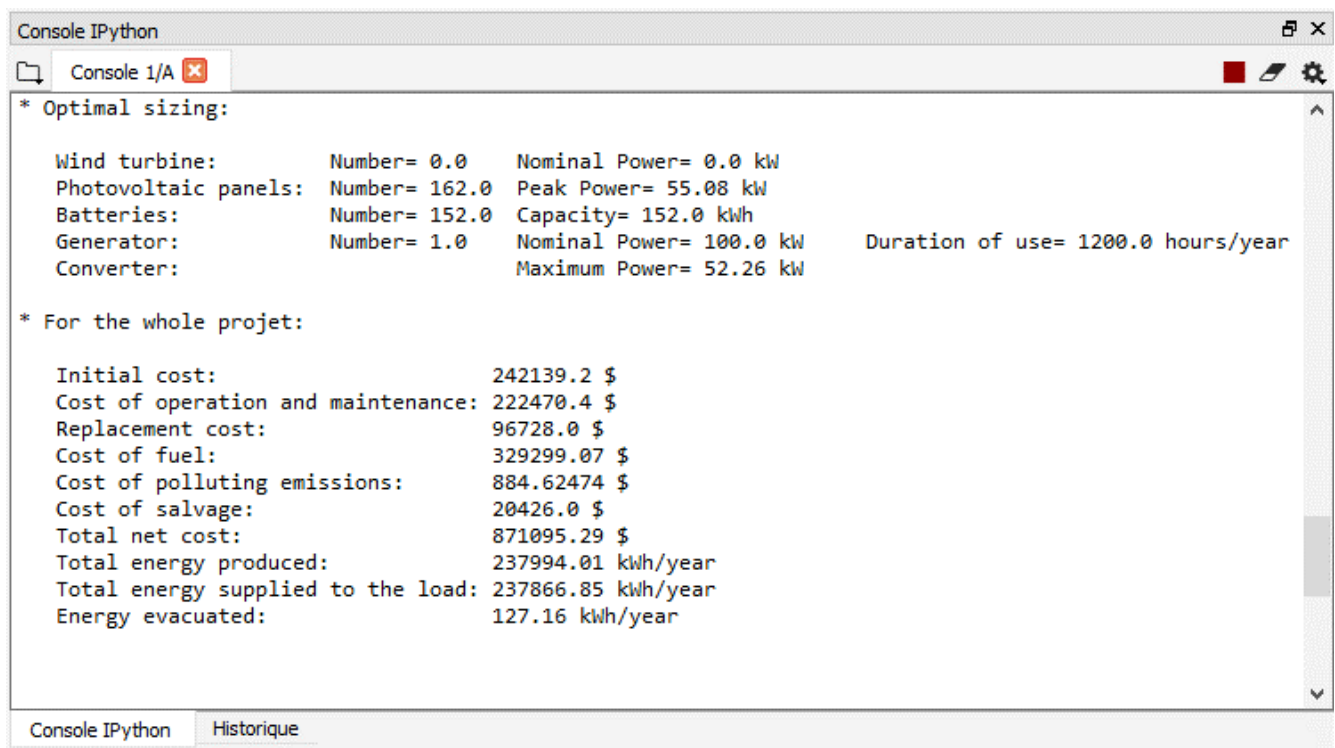 Console IPython
Console 1/A
* Optimal sizing:
Wind turbine: Number= 0.0 Nominal Power= 0.0 kW
Photovoltaic panels: Number= 162.0 Peak Power= 55.08 kW
Batteries: Number= 152.0 Capacity= 152.0 kWh
Generator: Number= 1.0 Nominal Power= 100.0 kW Duration of use= 1200.0 hours/year
Converter: Maximum Power= 52.26 kW
* For the whole projet:
Initial cost: 242139.2 $
Cost of operation and maintenance: 222470.4 $
Replacement cost: 96728.0 $
Cost of fuel: 329299.07 $
Cost of polluting emissions: 884.62474 $
Cost of salvage: 20426.0 $
Total net cost: 871095.29 $
Total energy produced: 237994.01 kWh/year
Total energy supplied to the load: 237866.85 kWh/year
Energy evacuated: 127.16 kWh/year
Console IPython Historique